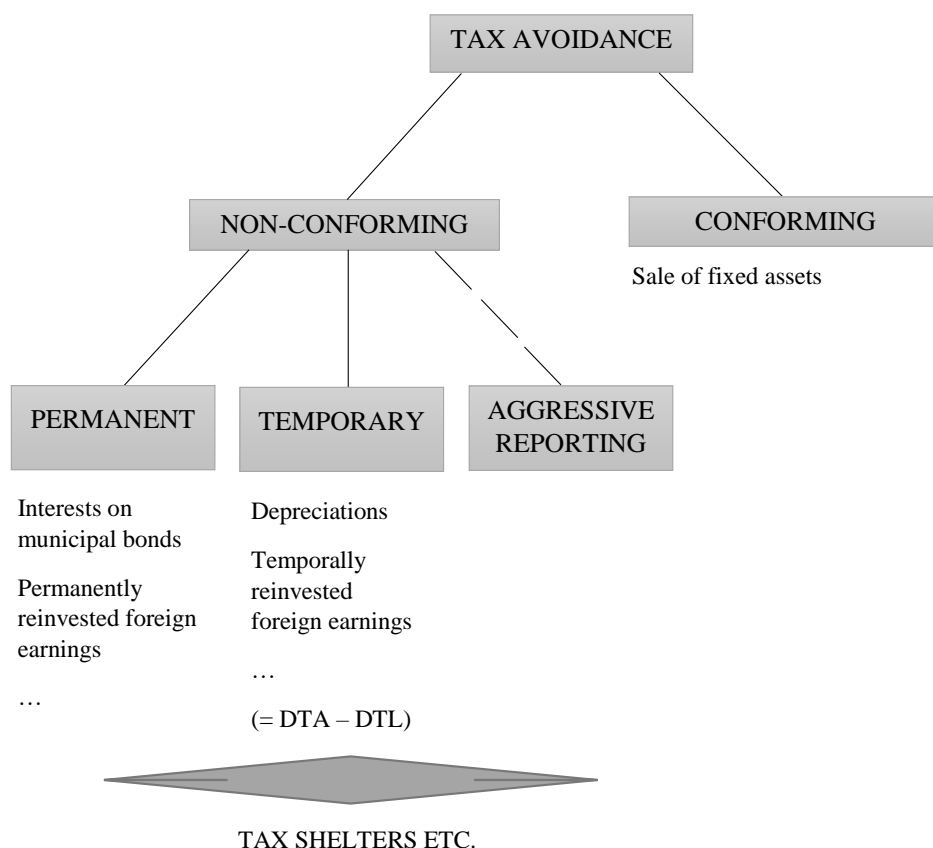 TAX AVOIDANCE
NON-CONFORMING
CONFORMING
Sale of fixed assets
PERMANENT
TEMPORARY
AGGRESSIVE
REPORTING
Interests on
municipal bonds
Permanently
reinvested foreign
earnings
…
Depreciations
Temporally
reinvested
foreign earnings
…
(= DTA – DTL)
TAX SHELTERS ETC.